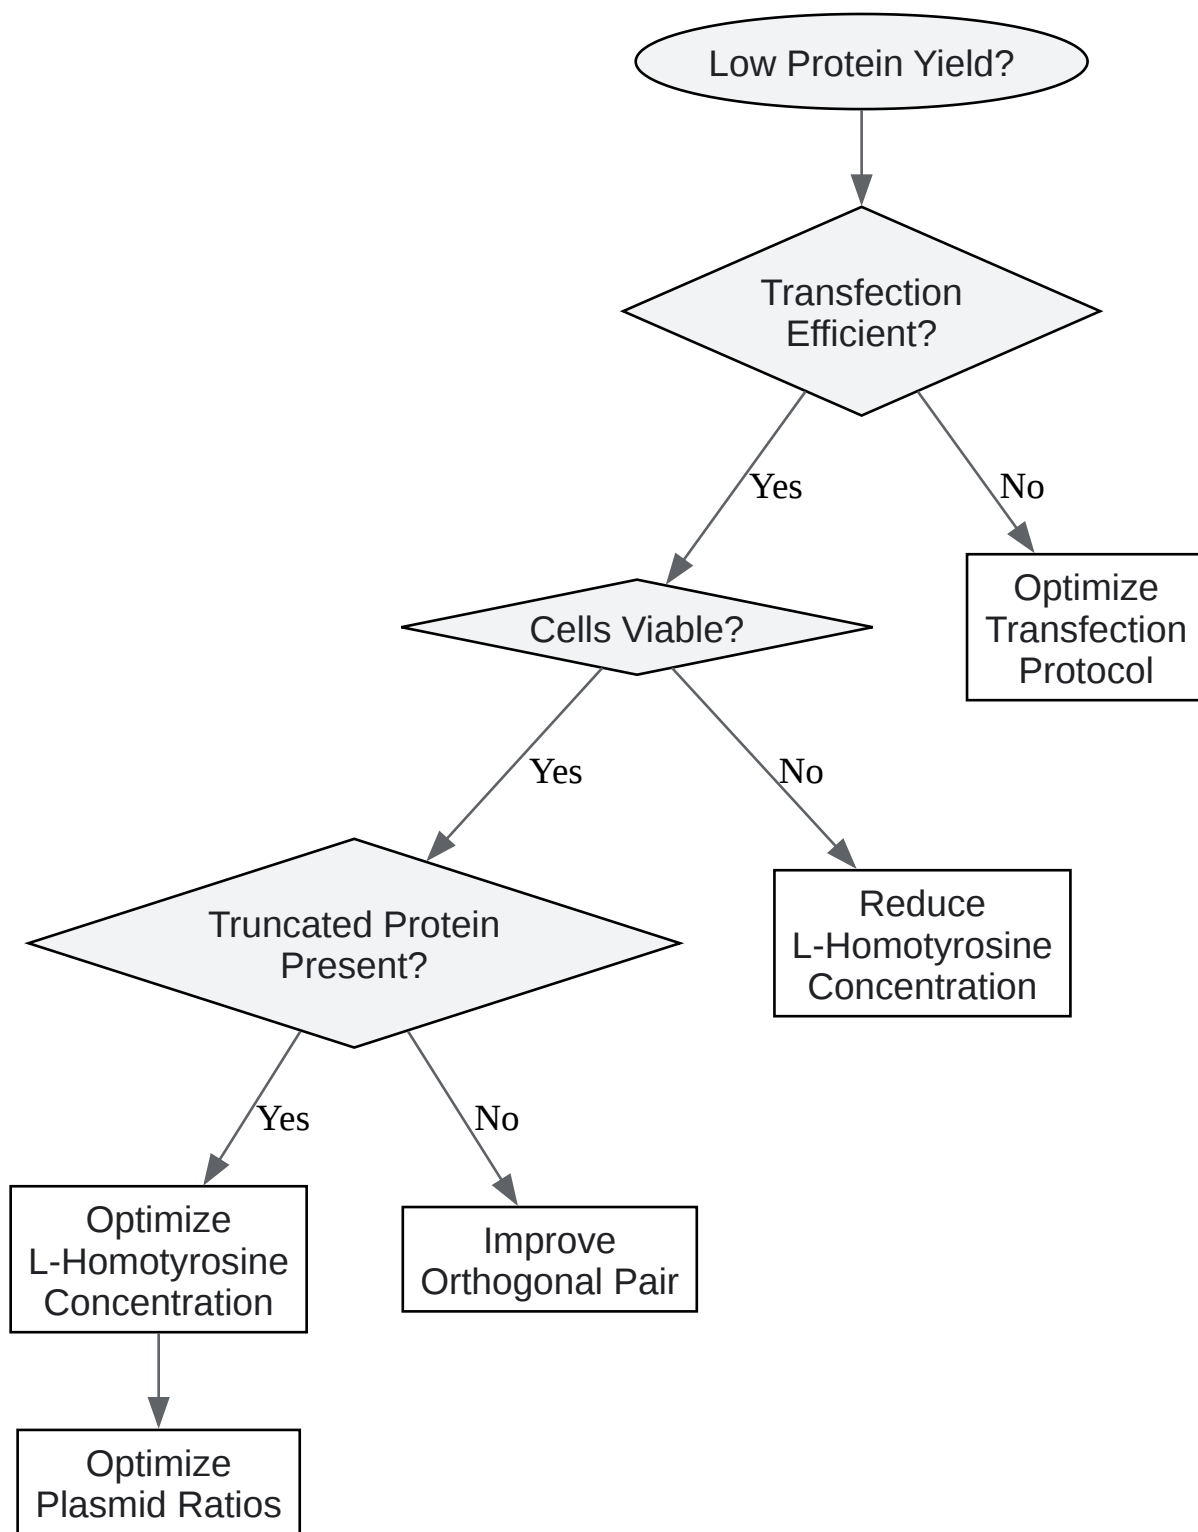 Low Protein Yield?
Transfection
Efficient?
Yes
No
Optimize
Transfection
Protocol
Cells Viable?
Yes
No
Reduce
L-Homotyrosine
Concentration
Truncated Protein
Present?
Yes
No
Optimize
L-Homotyrosine
Concentration
Improve
Orthogonal Pair
Optimize
Plasmid Ratios